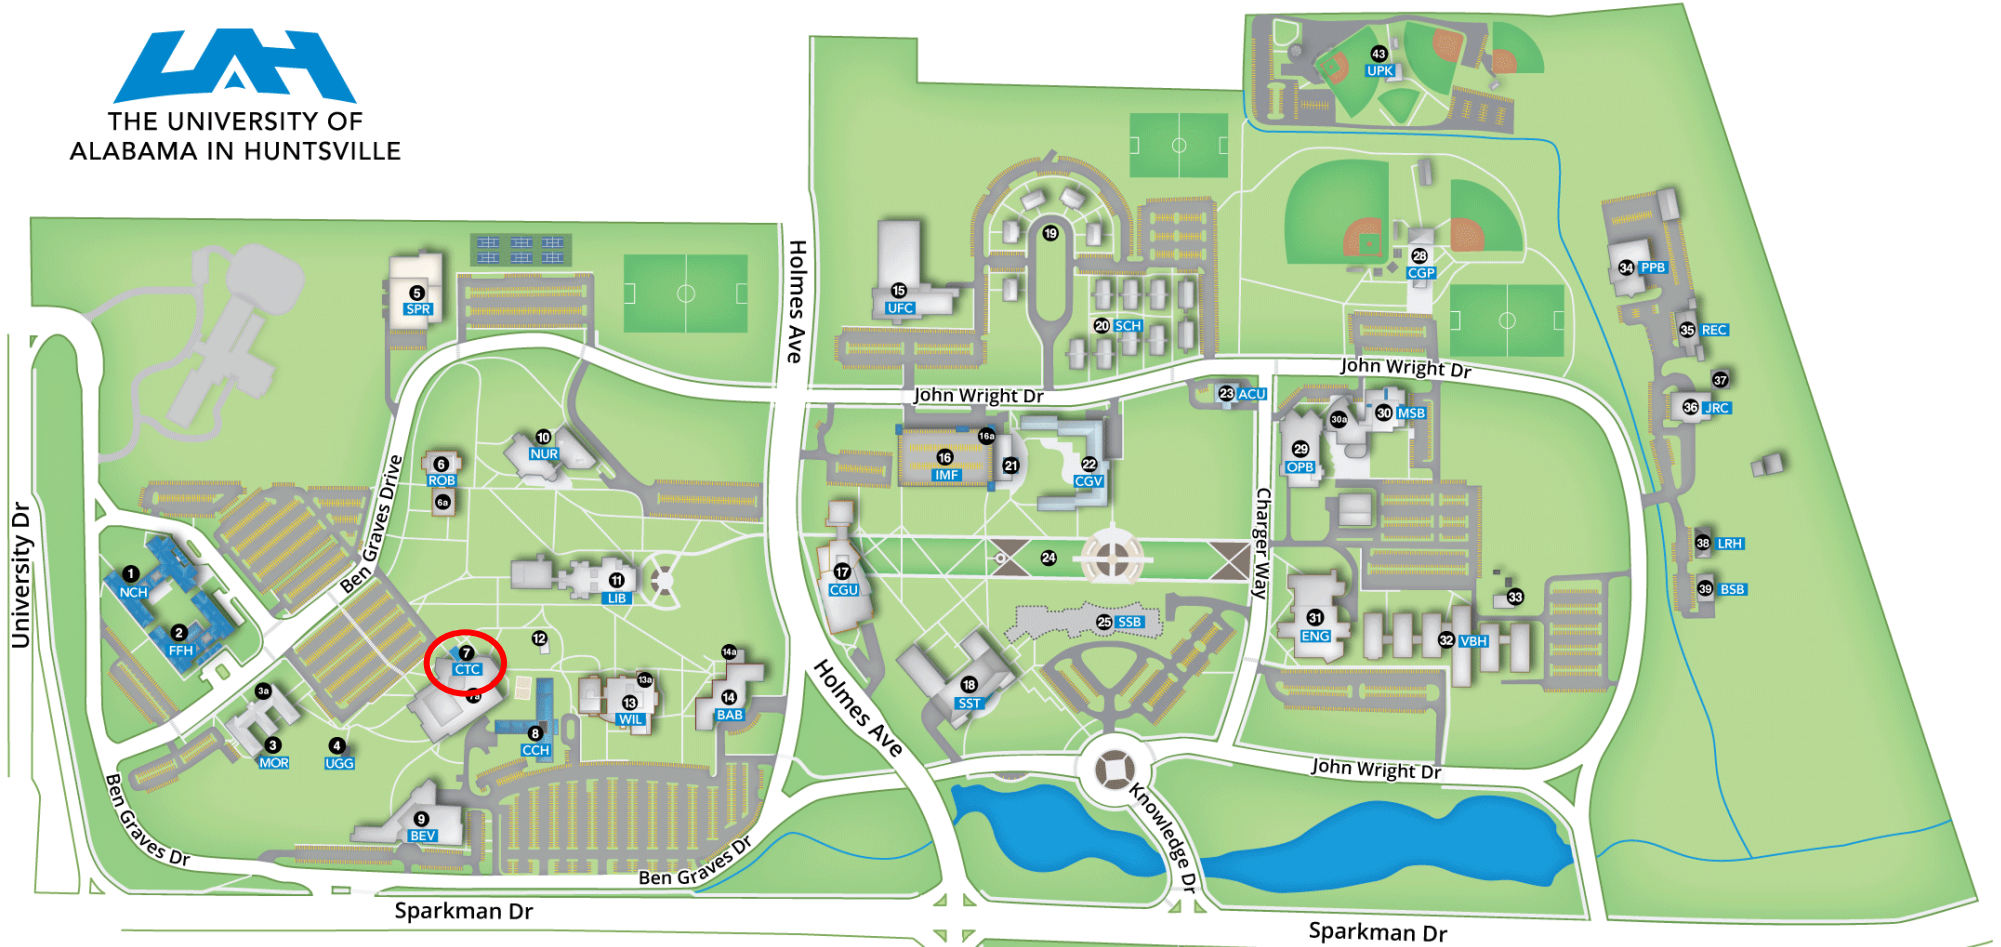 UAH
THE UNIVERSITY OF
ALABAMA IN HUNTSVILLE
43
UPK
Holmes Ave
19
28
CGP
34 PPB
5
SPR
15
UFC
20 SCH
35 REC
John Wright Dr
John Wright Dr
37
23 ACU
36 JRC
30 MSB
30a
10
NUR
6
ROB
6a
16a
16
IMF
21
22
CGV
29
OPB
Ben Graves Drive
University Dr
Charger Way
38 LRH
24
1
NCH
11
LIB
17
CGU
39 BSB
33
2
FFH
12
25 SSB
31
ENG
32 VBH
7
CTC
7a
14a
3a
13a
13
WIL
14
BAB
18
SST
Holmes Ave
3
MOR
4
UGG
8
CCH
John Wright Dr
Knowledge Dr
9
BEV
Ben Graves Dr
Ben Graves Dr
Sparkman Dr
Sparkman Dr